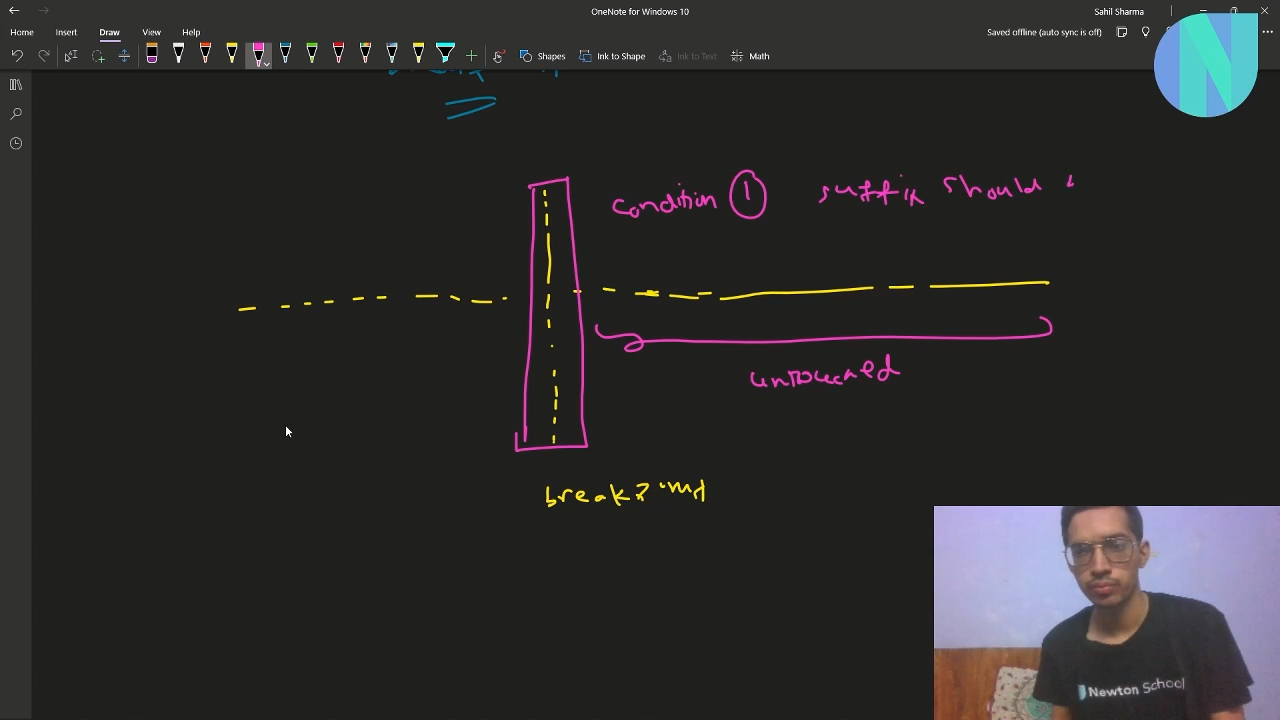 OneNote for Windows 10
Sahil Sharma
Home Insert Draw View Help
Saved offline (auto sync is off)
Shapes Ink to Shape Ink to Text Math
condition 1 suffix should
untouched
break
Newton School